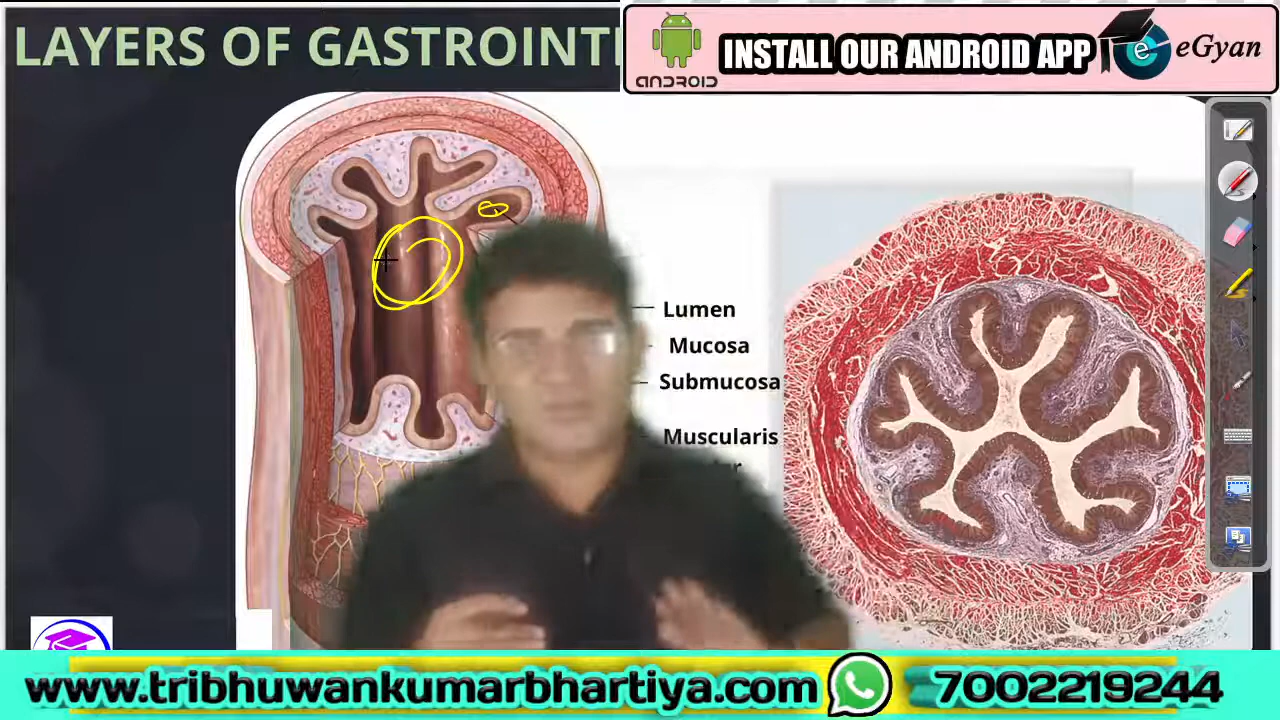 LAYERS OF GASTROINT
INSTALL OUR ANDROID APP
ANDROID
e
eGyan
Lumen
Mucosa
Submucosa
Muscularis
www.tribhuwankumarbhartiya.com
7002219244